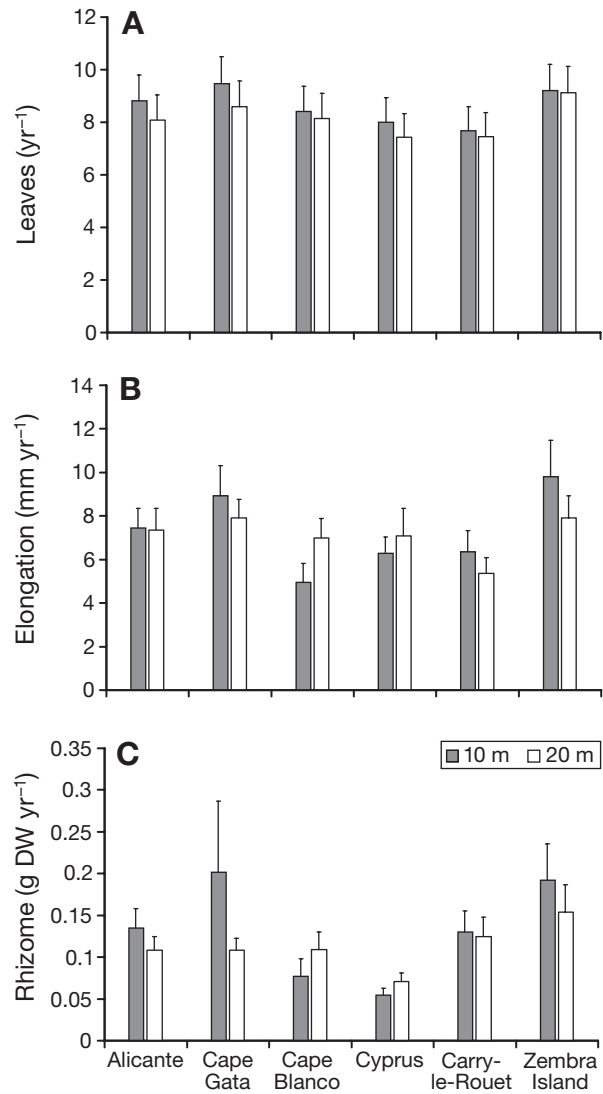 A
Leaves (yr⁻¹)
12
10
8
6
4
2
0
B
Elongation (mm yr⁻¹)
14
12
10
8
6
4
2
0
C
Rhizome (g DW yr⁻¹)
10 m 20 m
0.35
0.3
0.25
0.2
0.15
0.1
0.05
0
Alicante
Cape
Gata
Cape
Blanco
Cyprus
Carry-
le-Rouet
Zembra
Island